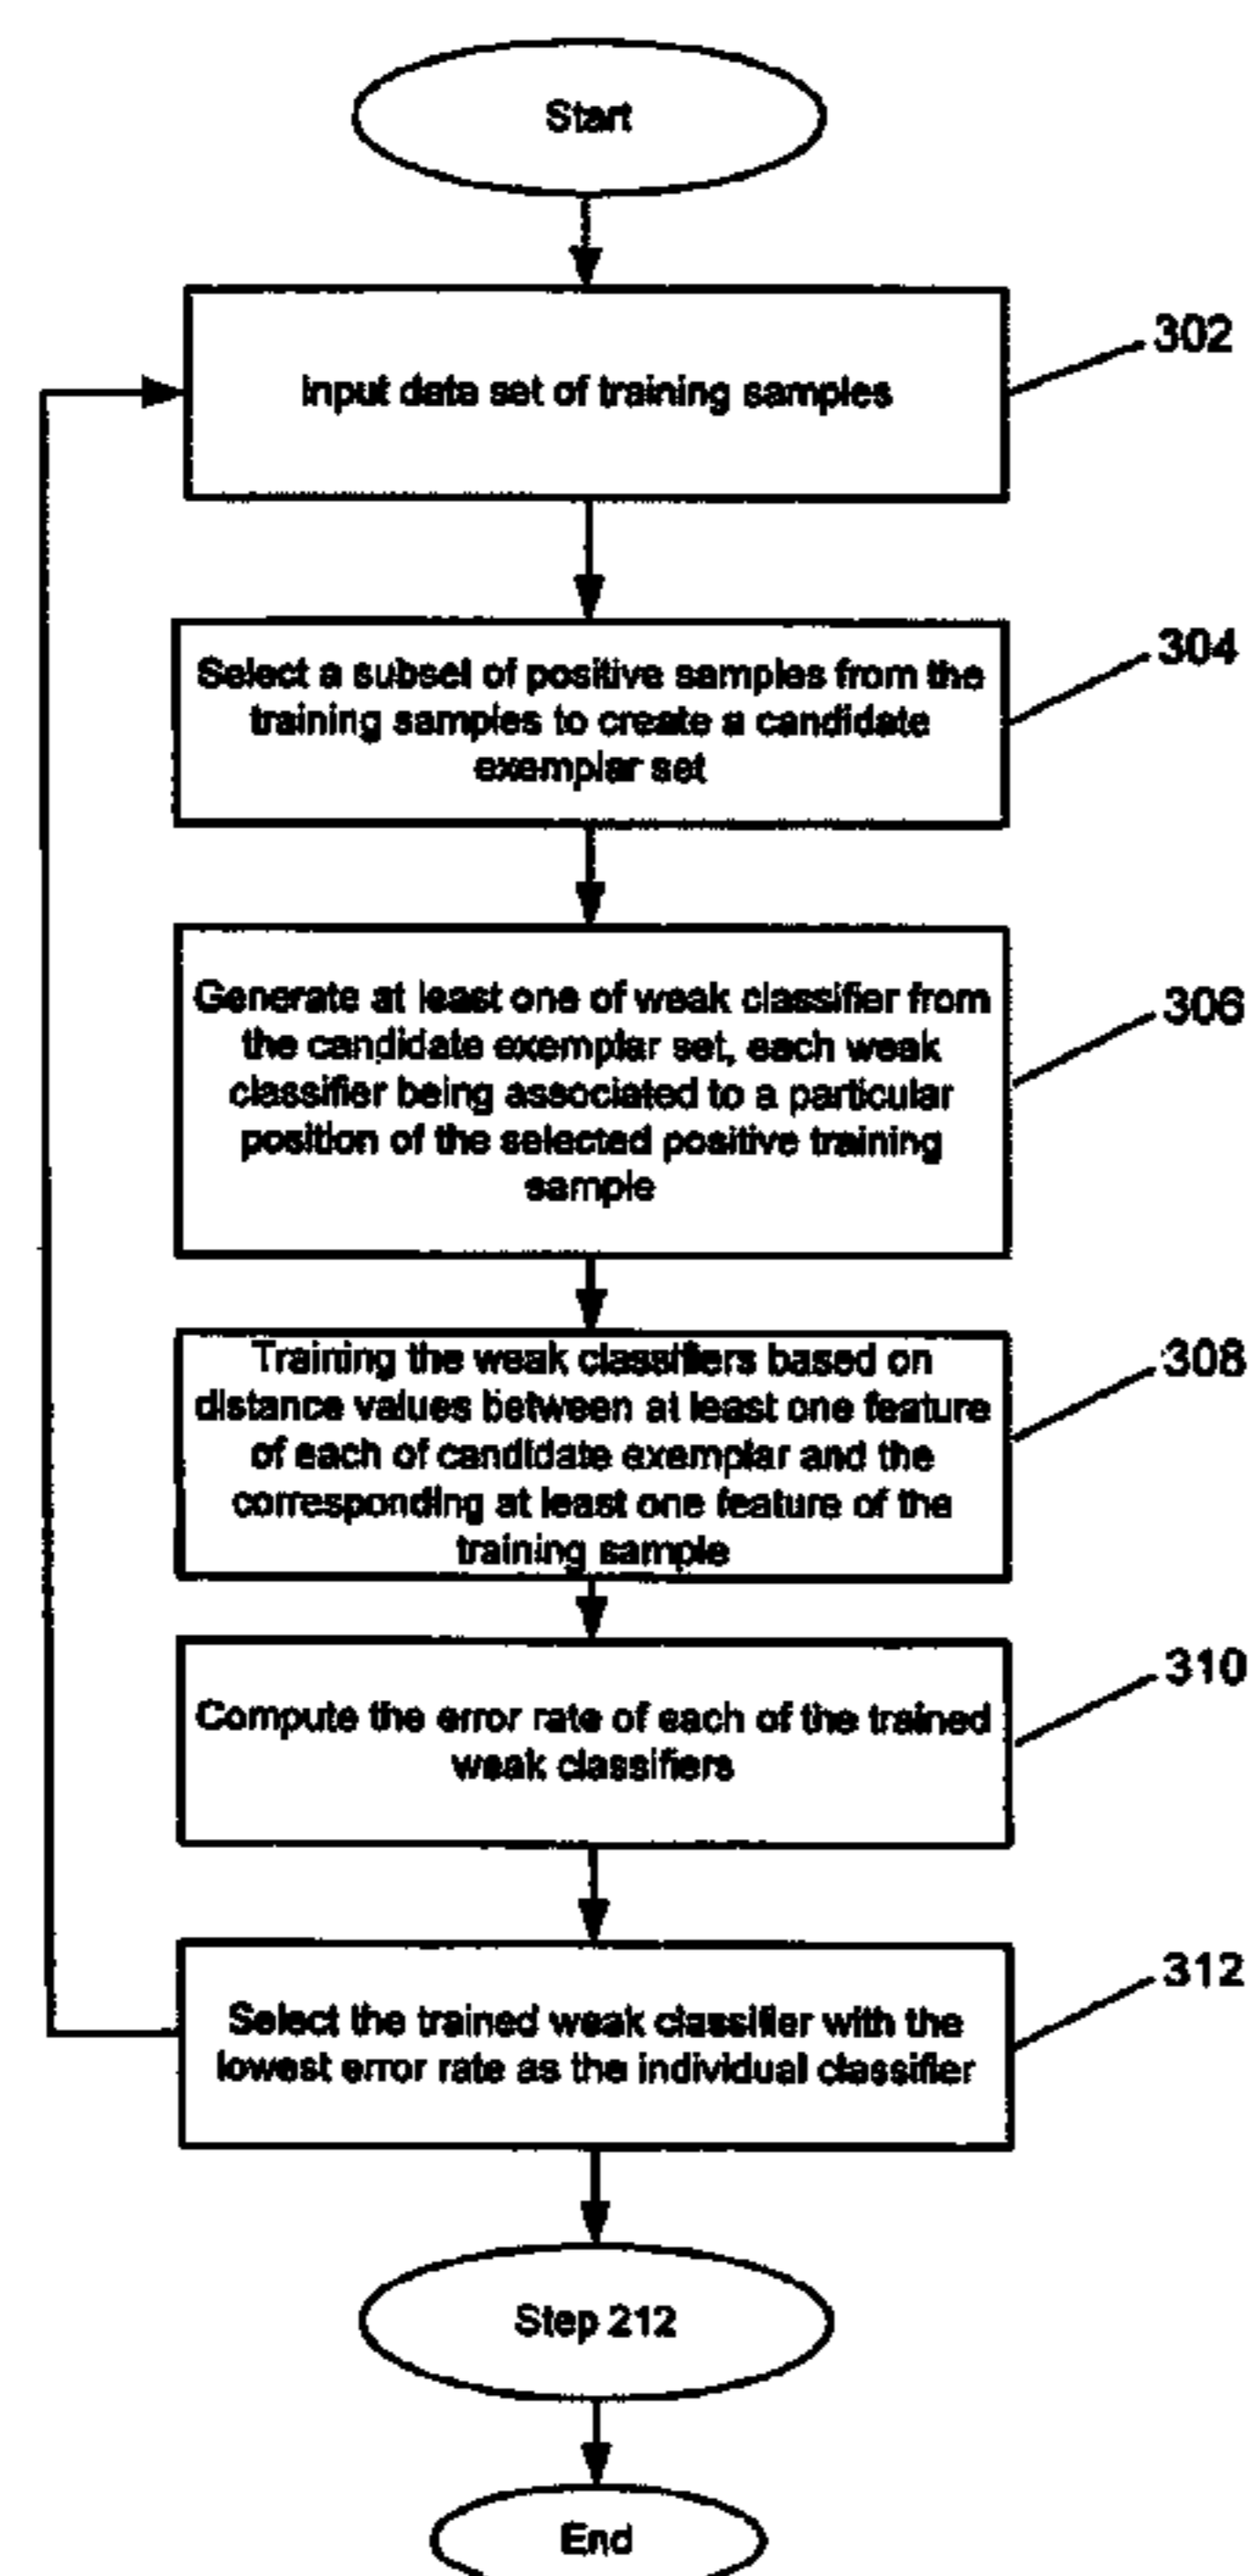 Start
302
Input data set of training samples
304
Select a subset of positive samples from the
training samples to create a candidate
exemplar set
306
Generate at least one of weak classifier from
the candidate exemplar set, each weak
classifier being associated to a particular
position of the selected positive training
sample
308
Training the weak classifiers based on
distance values between at least one feature
of each of candidate exemplar and the
corresponding at least one feature of the
training sample
310
Compute the error rate of each of the trained
weak classifiers
312
Select the trained weak classifier with the
lowest error rate as the individual classifier
Step 212
End